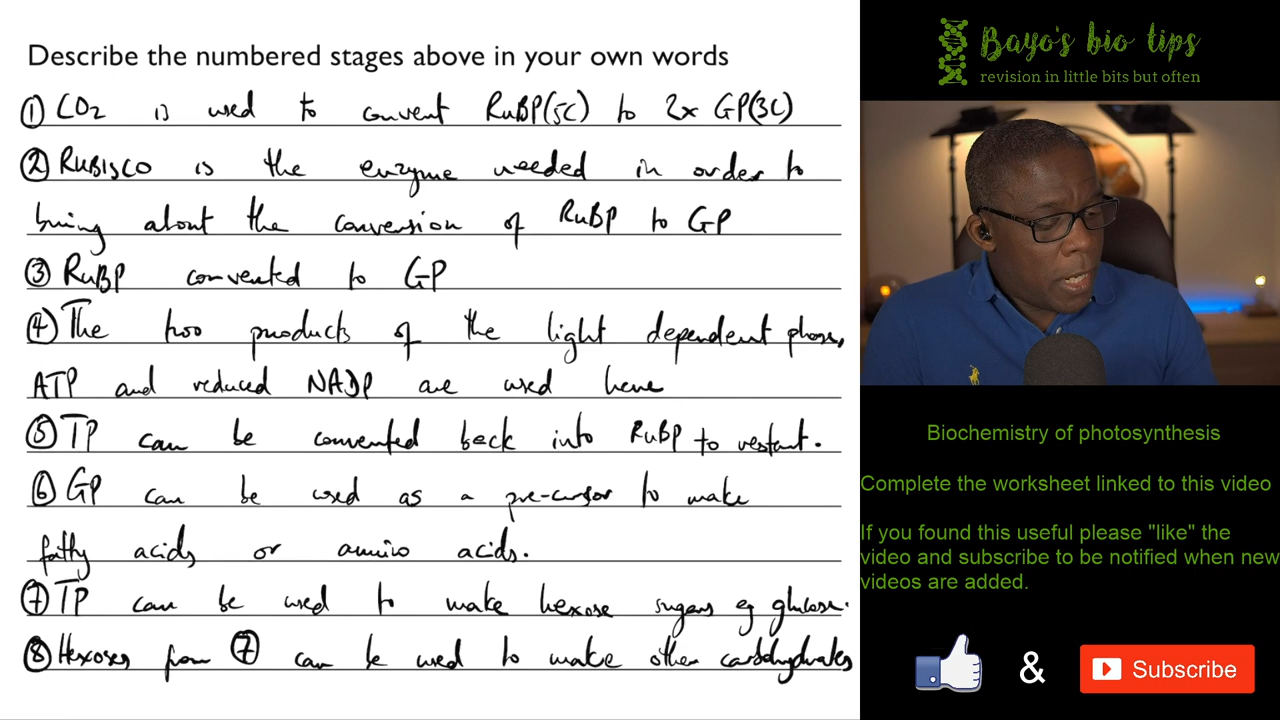 Describe the numbered stages above in your own words
① CO2 is used to convert RuBP(5C) to 2x GP(3C)
② RUBISCO is the enzyme needed in order to
bring about the conversion of RuBP to GP
③ RuBP converted to GP
④ The two products of the light dependent phase,
ATP and reduced NADP are used here
⑤ TP can be converted back into RuBP to restart.
⑥ GP can be used as a pre-cursor to make
fatty acids or amino acids.
⑦ TP can be used to make hexose sugars eg glucose.
⑧ Hexoses from ⑦ can be used to make other carbohydrates
Bayo's bio tips
revision in little bits but often
Biochemistry of photosynthesis
Complete the worksheet linked to this video
If you found this useful please "like" the
video and subscribe to be notified when new
videos are added.
& Subscribe